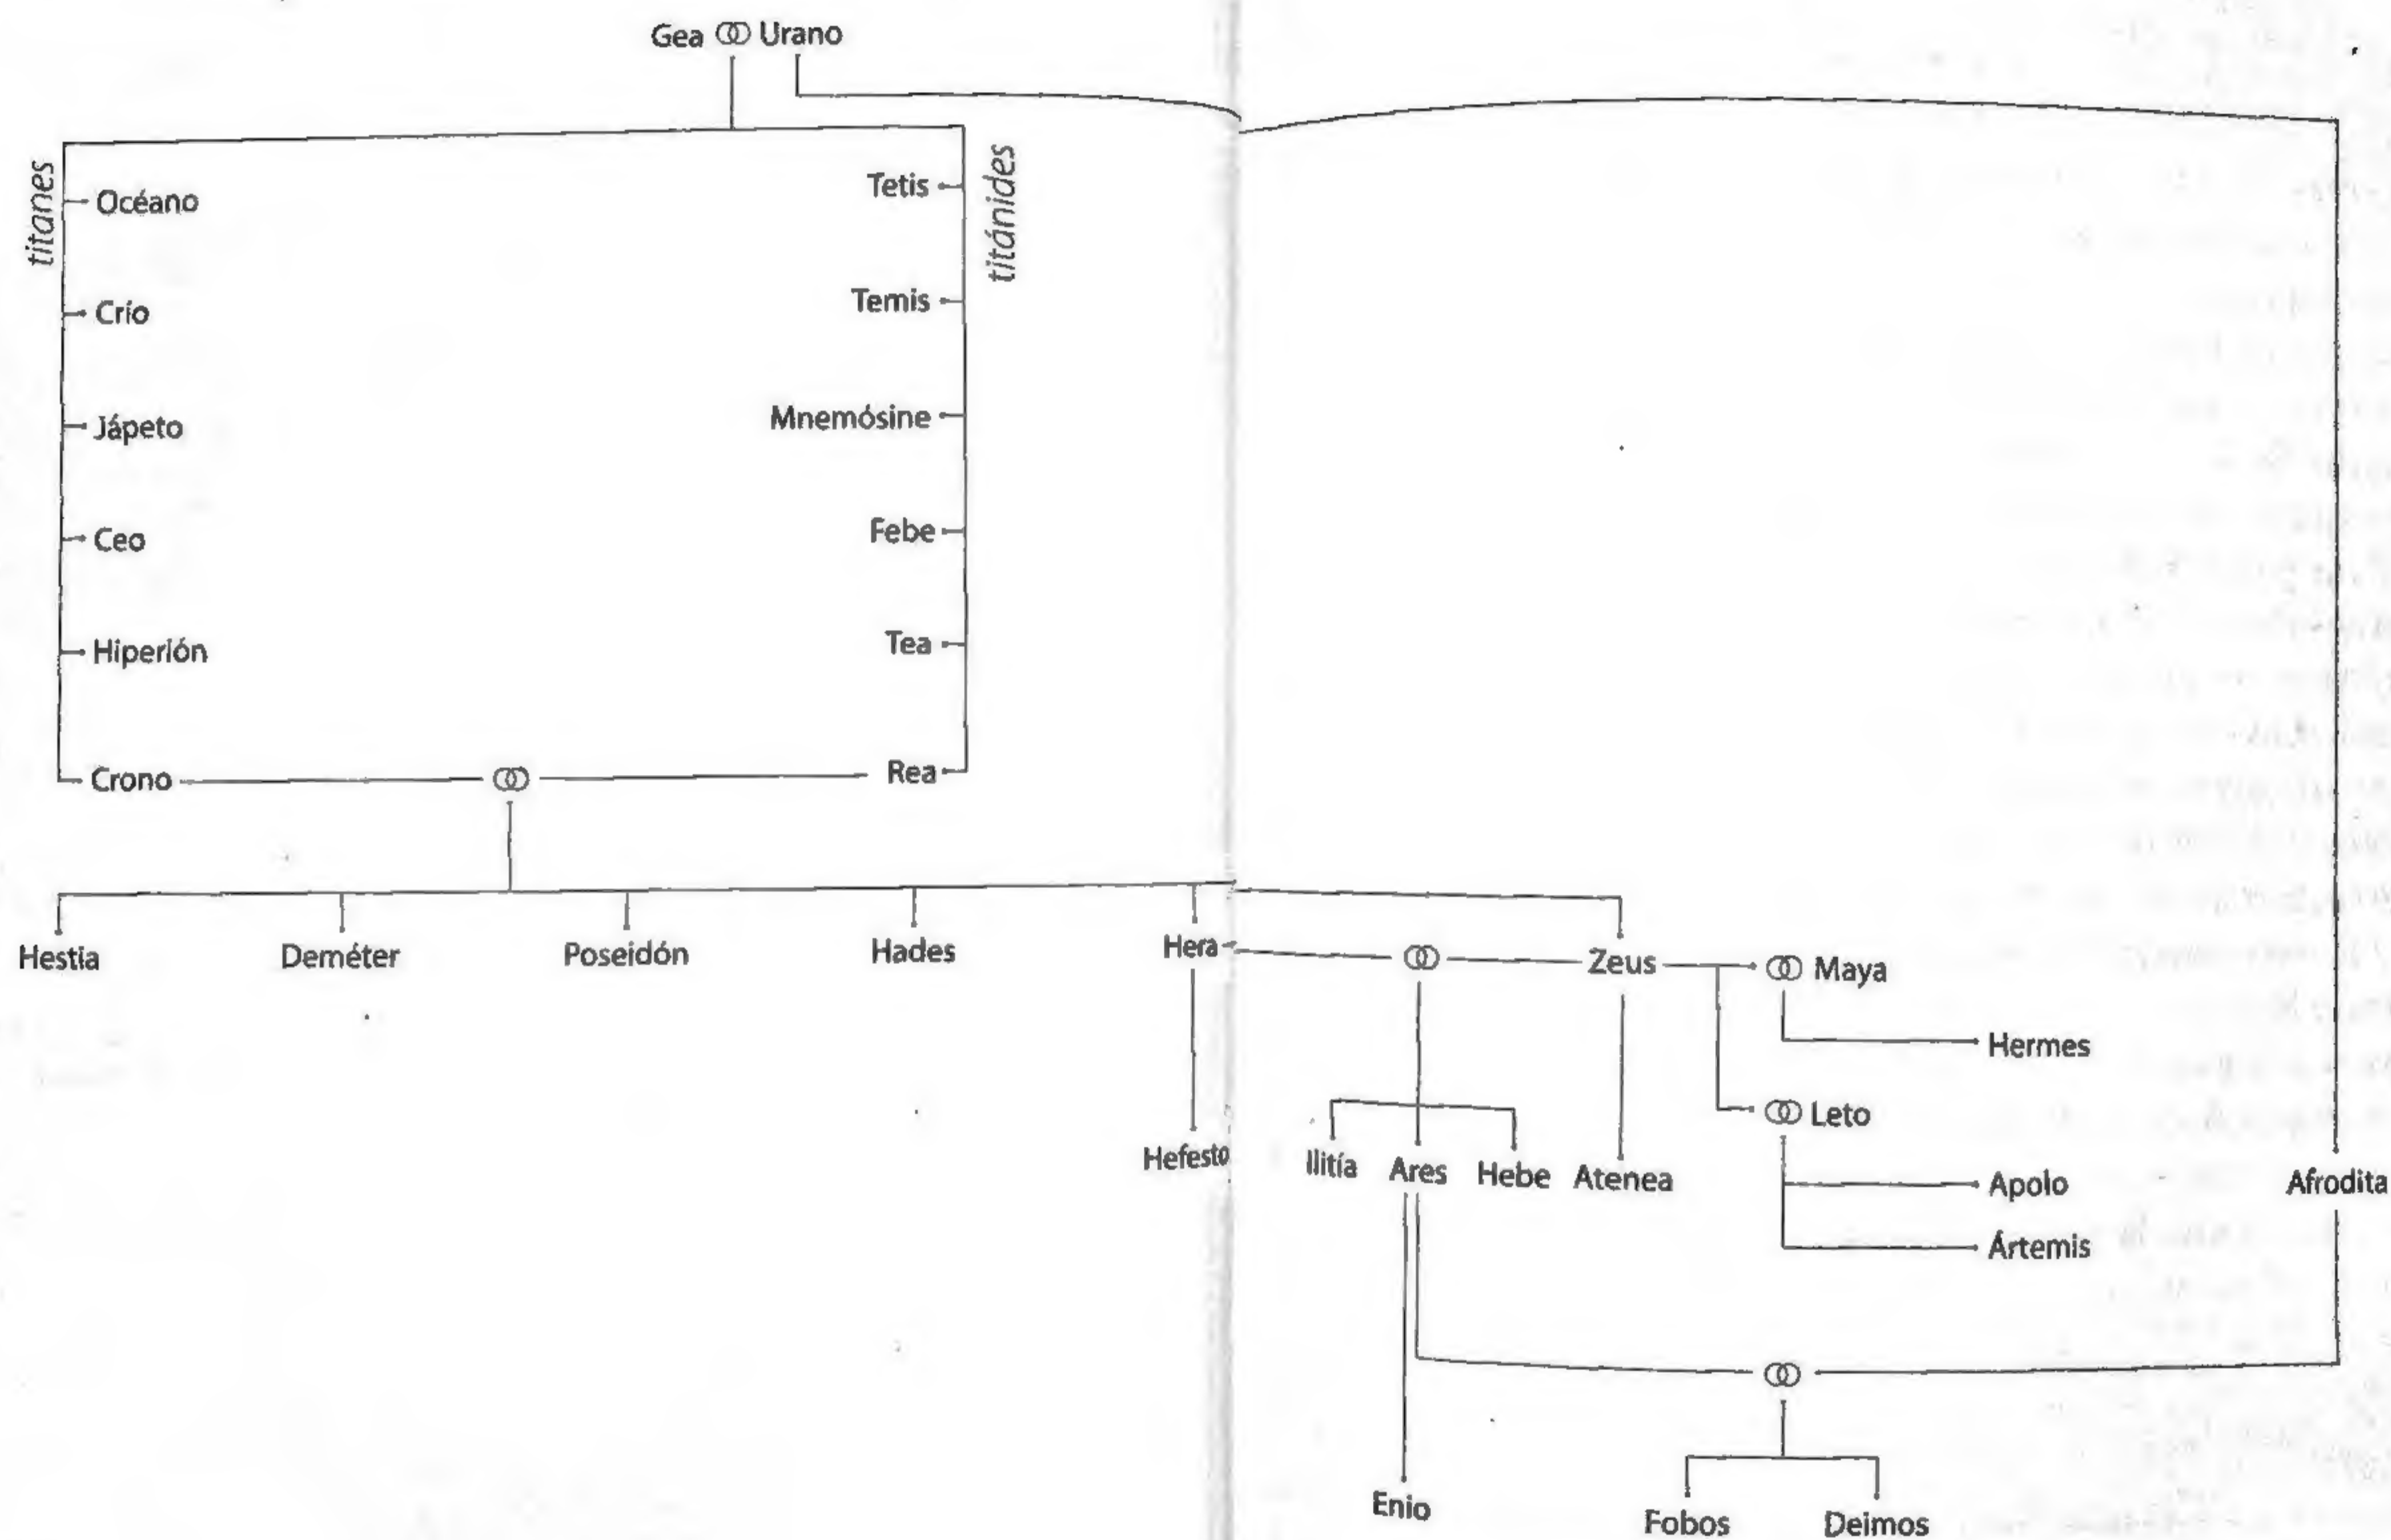 Gea Urano
titanes
titánides
Océano
Tetis
Crío
Temis
Jápeto
Mnemósine
Ceo
Febe
Hiperión
Tea
Crono
Rea
Hestia
Deméter
Poseidón
Hades
Hera
Zeus
Maya
Hermes
Leto
Hefesto
Ilitía
Ares
Hebe
Atenea
Apolo
Afrodita
Ártemis
Enio
Fobos
Deimos